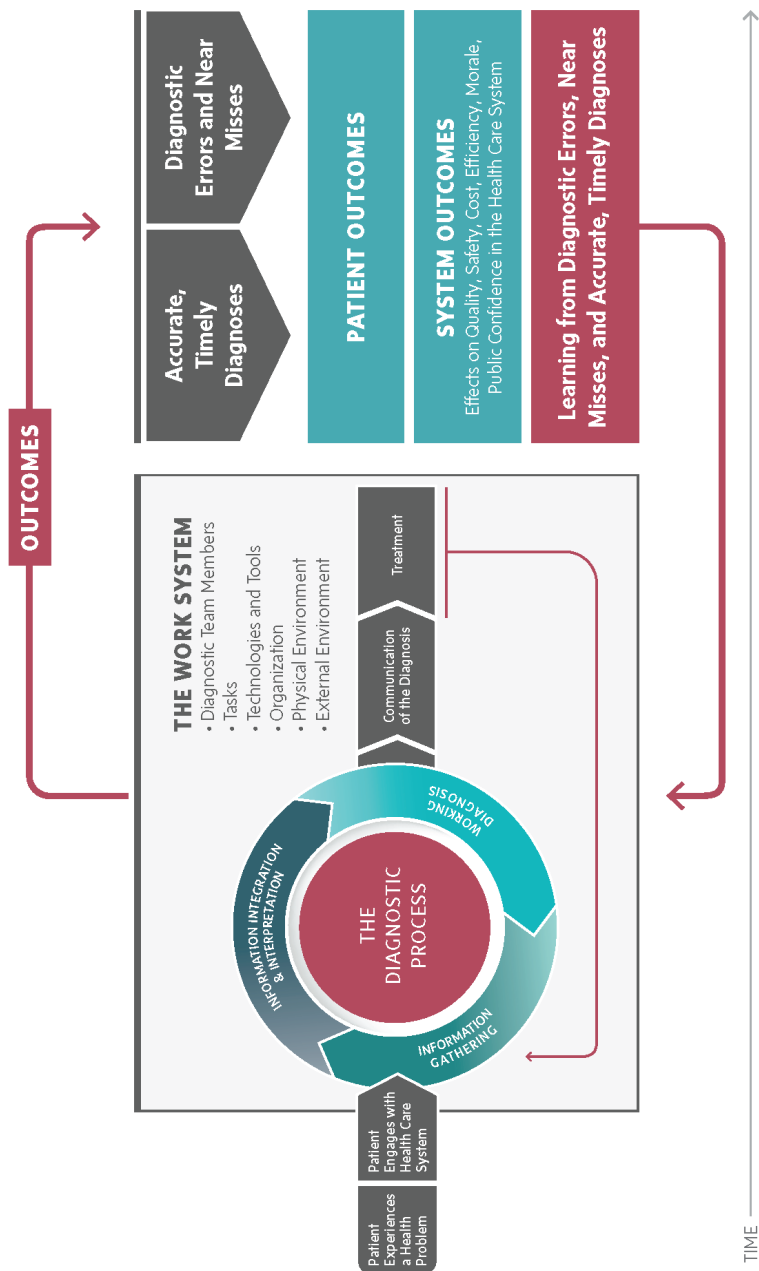 OUTCOMES
Patient
Experiences
a Health
Problem
Patient
Engages with
Health Care
System
THE
DIAGNOSTIC
PROCESS
INFORMATION
GATHERING
INFORMATION INTEGRATION
& INTERPRETATION
WORKING
DIAGNOSIS
Communication
of the Diagnosis
Treatment
THE WORK SYSTEM
• Diagnostic Team Members
• Tasks
• Technologies and Tools
• Organization
• Physical Environment
• External Environment
Accurate,
Timely
Diagnoses
Diagnostic
Errors and Near
Misses
PATIENT OUTCOMES
SYSTEM OUTCOMES
Effects on Quality, Safety, Cost, Efficiency, Morale,
Public Confidence in the Health Care System
Learning from Diagnostic Errors, Near
Misses, and Accurate, Timely Diagnoses
TIME